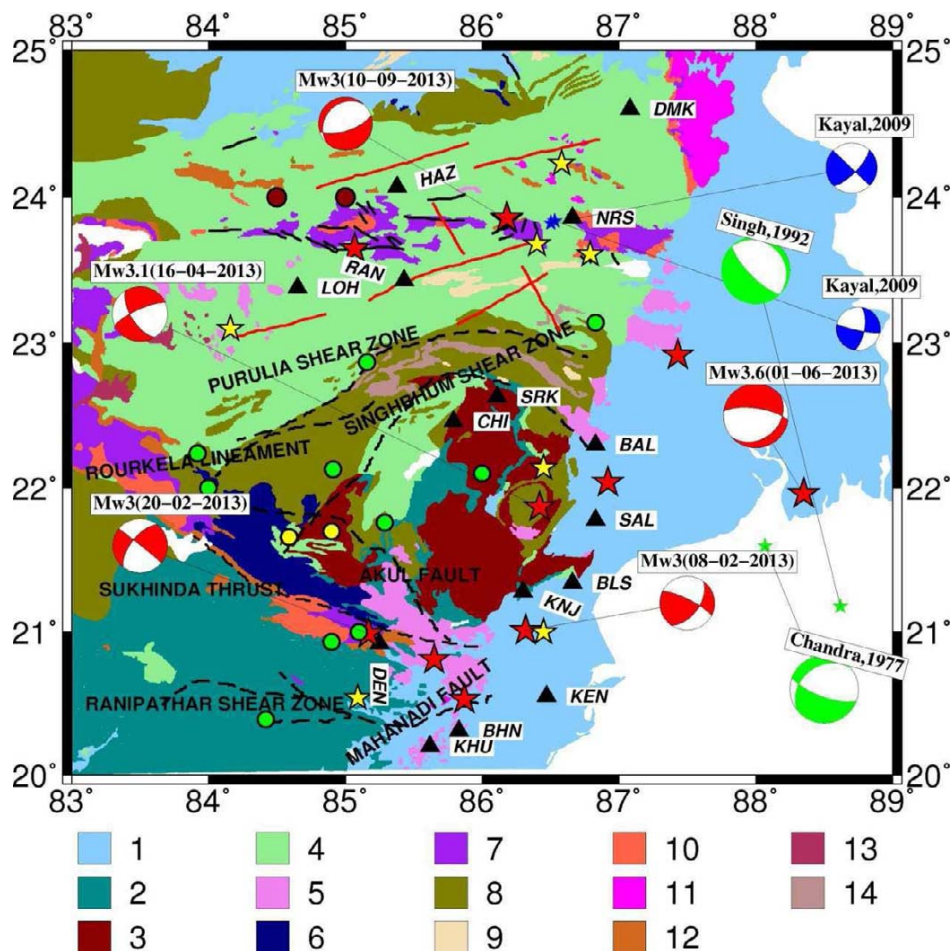 83° 84° 85° 86° 87° 88° 89°
25°
Mw3(10-09-2013)
DMK
Kayal,2009
HAZ
24°
NRS
Singh,1992
RAN
Mw3.1(16-04-2013)
LOH
Kayal,2009
23°
PURULIA SHEAR ZONE
SINGHBHUM SHEAR ZONE
Mw3.6(01-06-2013)
SRK
CHI
BAL
ROURKELA LINEAMENT
22°
Mw3(20-02-2013)
SAL
Mw3(08-02-2013)
AKUL FAULT
BLS
SUKHINDA THRUST
KNJ
21°
Chandra,1977
DEN
KEN
RANIPATHAR SHEAR ZONE
MAHANADI FAULT
BHN
KHU
20°
25°
24°
23°
22°
21°
20°
83° 84° 85° 86° 87° 88° 89°
1 4 7 10 13
2 5 8 11 14
3 6 9 12